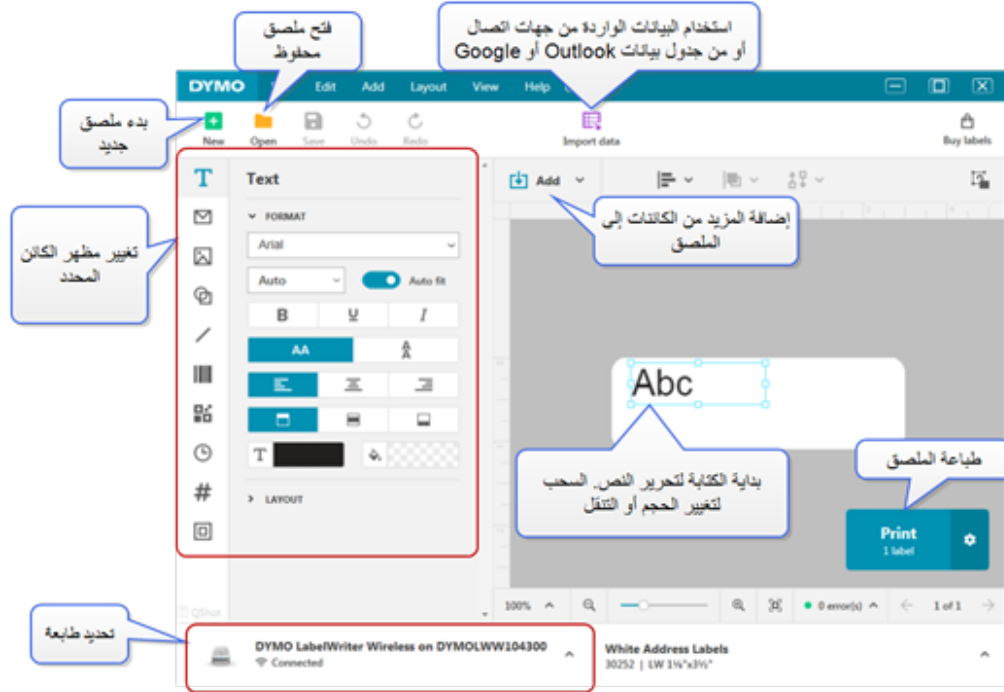 فتح ملصق
محفوظ
استخدام البيانات الواردة من جهات اتصال
أو من جدول بيانات Outlook أو Google
DYMO Edit Add Layout View Help
بدء ملصق
جديد
New Open Save Undo Redo Import data Buy labels
Text
Add
FORMAT
Arial
Auto Auto fit
B U I
AA
AA
T
#
LAYOUT
تغيير مظهر الكائن
المحدد
إضافة المزيد من الكائنات إلى
الملصق
Abc
بداية الكتابة لتحرير النص. السحب
لتغيير الحجم أو التنقل
طباعة الملصق
Print
1 label
QShot
100% 0 error(s) 1 of 1
تحديد طابعة
DYMO LabelWriter Wireless on DYMOLWW104300
Connected
White Address Labels
30252 | LW 1⅛"x3½"